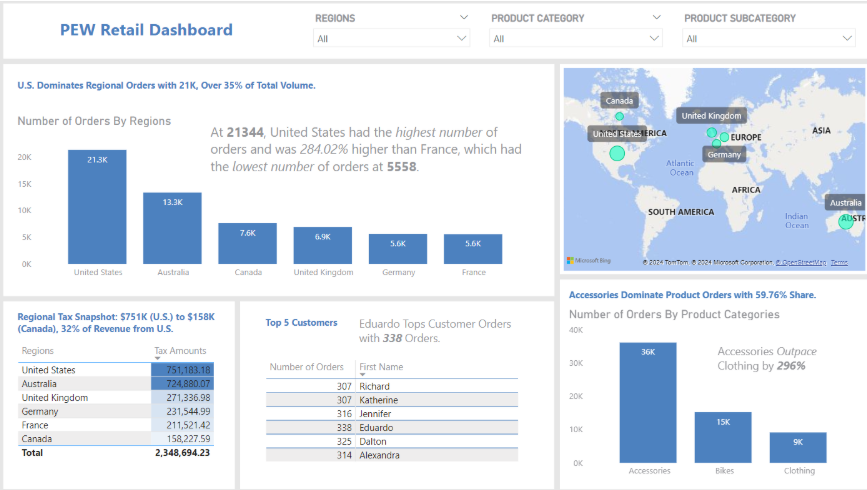 PEW Retail Dashboard
REGIONS
All
PRODUCT CATEGORY
All
PRODUCT SUBCATEGORY
All
U.S. Dominates Regional Orders with 21K, Over 35% of Total Volume.
Number of Orders By Regions
At 21344, United States had the highest number of
orders and was 284.02% higher than France, which had
the lowest number of orders at 5558.
20K
15K
10K
5K
0K
21.3K
13.3K
7.6K
6.9K
5.6K
5.6K
United States
Australia
Canada
United Kingdom
Germany
France
Canada
United Kingdom
United States
ERICA
EUROPE
ASIA
Germany
Atlantic
Ocean
AFRICA
SOUTH AMERICA
Australia
Indian
Ocean
AUSTR
Microsoft Bing
© 2024 TomTom, © 2024 Microsoft Corporation, © OpenStreetMap Terms
Regional Tax Snapshot: $751K (U.S.) to $158K
(Canada), 32% of Revenue from U.S.
Regions Tax Amounts
United States 751,183.18
Australia 724,880.07
United Kingdom 271,336.98
Germany 231,544.99
France 211,521.42
Canada 158,227.59
Total 2,348,694.23
Top 5 Customers
Eduardo Tops Customer Orders
with 338 Orders.
Number of Orders First Name
307 Richard
307 Katherine
316 Jennifer
338 Eduardo
325 Dalton
314 Alexandra
Accessories Dominate Product Orders with 59.76% Share.
Number of Orders By Product Categories
Accessories Outpace
Clothing by 296%
40K
30K
20K
10K
0K
36K
15K
9K
Accessories
Bikes
Clothing